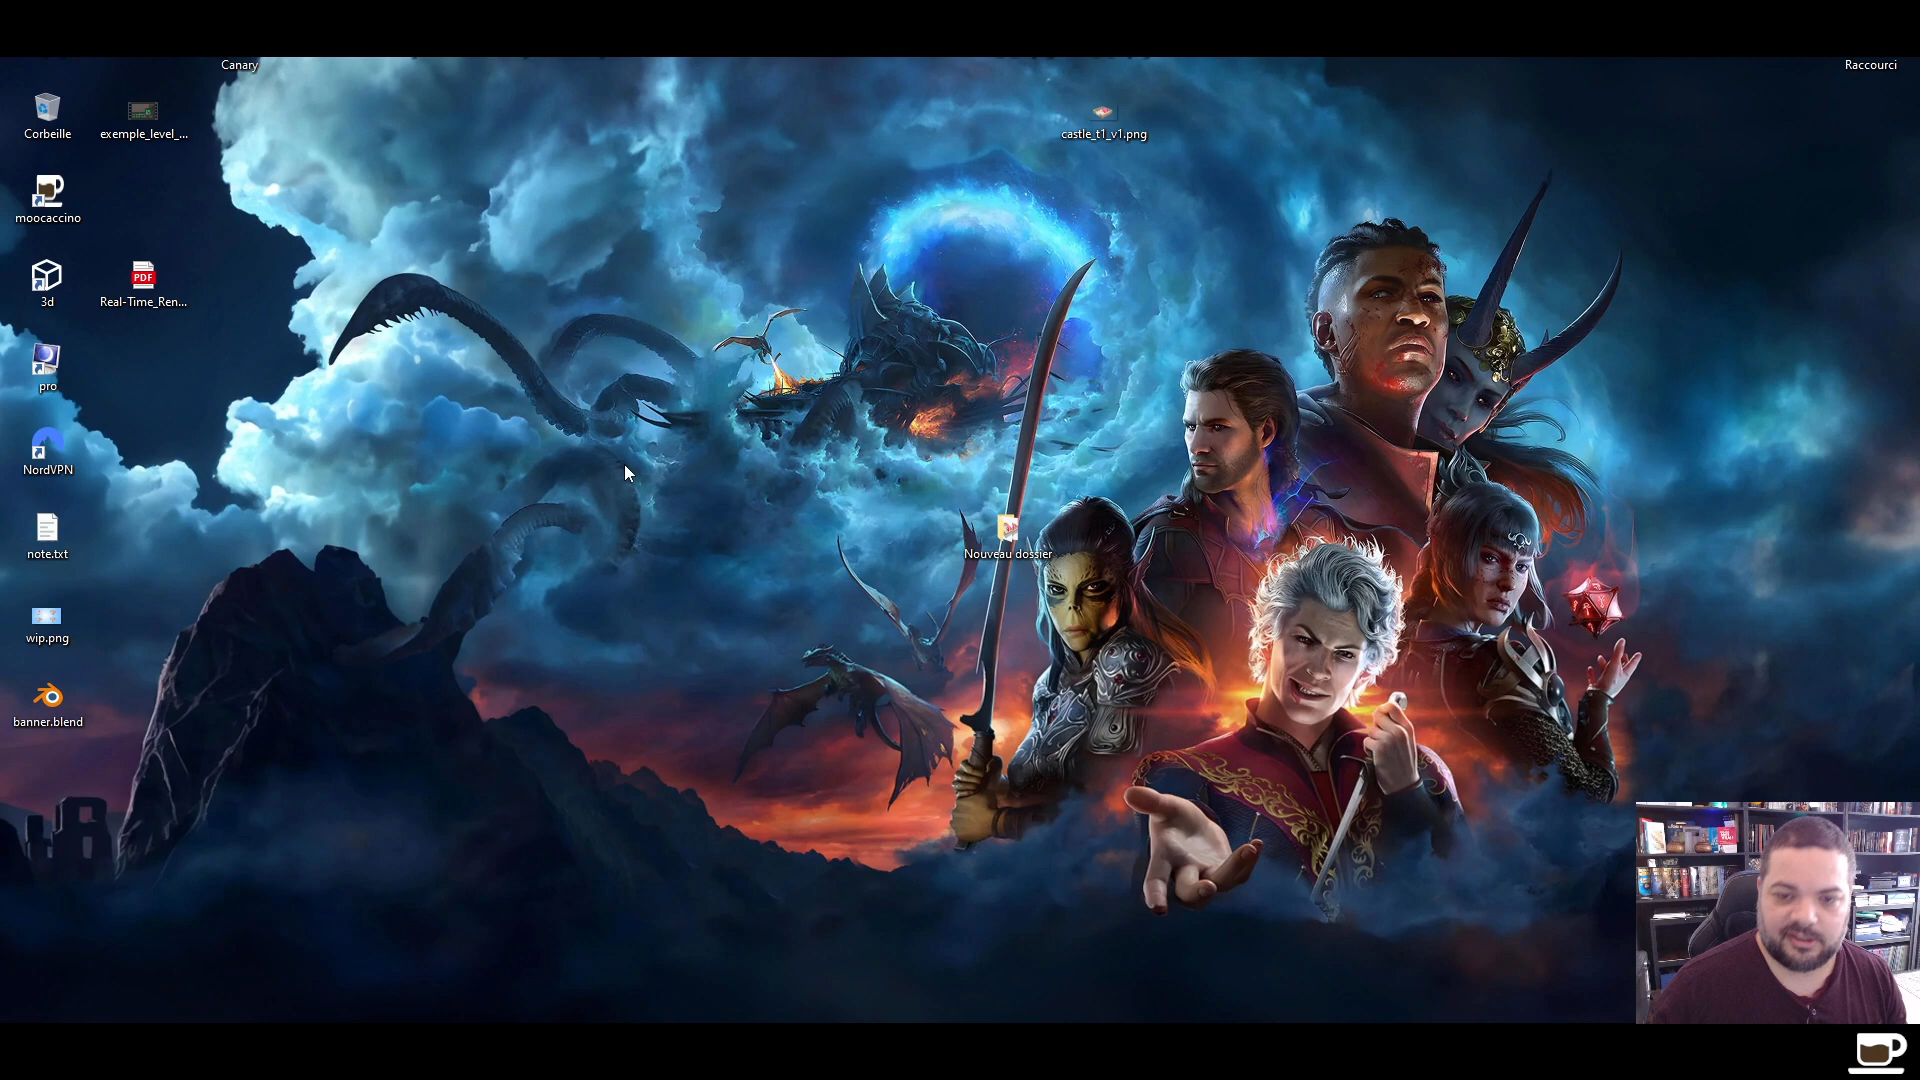 Canary
Raccourci
Corbeille
exemple_level_...
castle_t1_v1.png
moocaccino
3d
PDF
Real-Time_Ren...
pro
NordVPN
note.txt
Nouveau dossier
wip.png
banner.blend